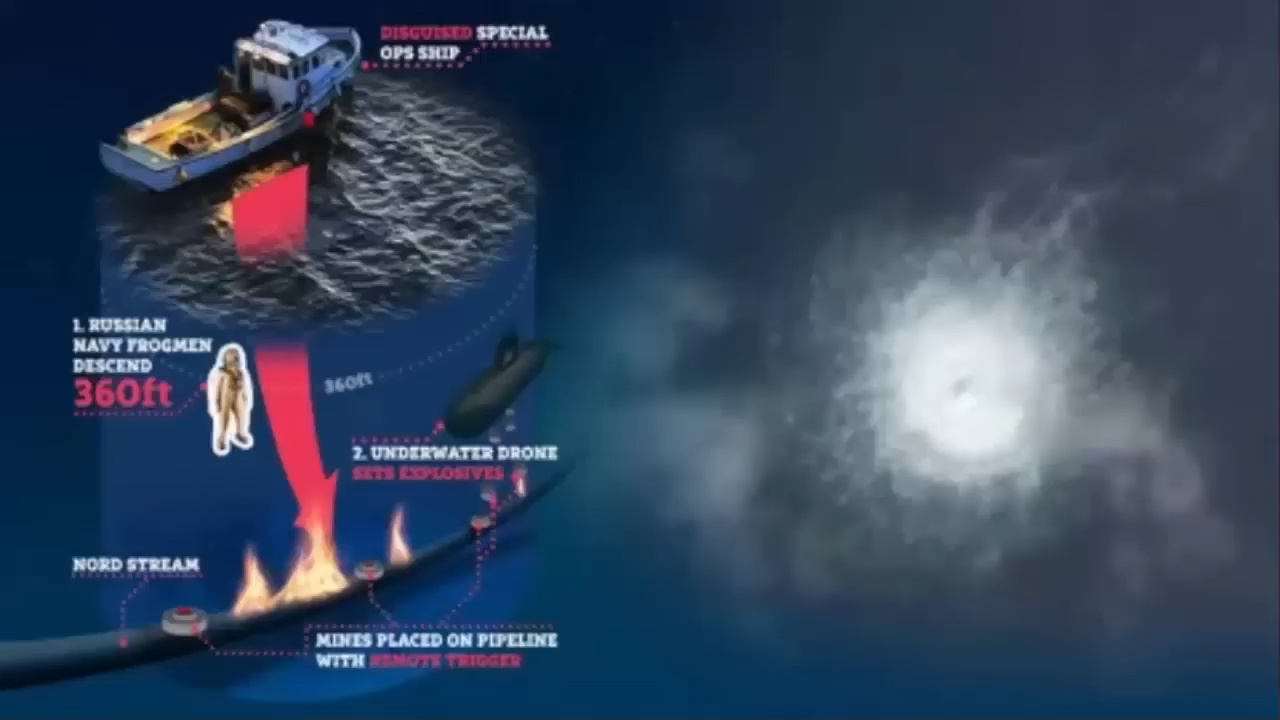 DISGUISED SPECIAL
OPS SHIP
1. RUSSIAN
NAVY FROGMEN
DESCEND
360ft
360ft
2. UNDERWATER DRONE
SETS EXPLOSIVES
NORD STREAM
MINES PLACED ON PIPELINE
WITH REMOTE TRIGGER